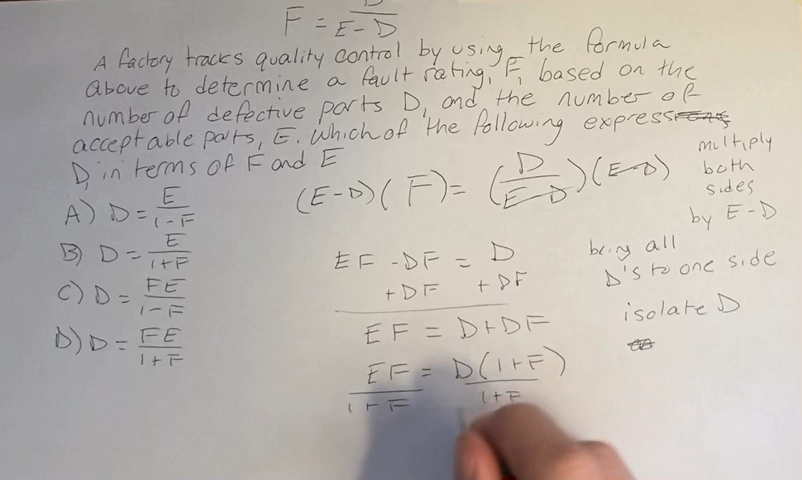 F = D / (E - D)
A factory tracks quality control by using the formula
above to determine a fault rating, F, based on the
number of defective parts D, and the number of
acceptable parts, E. Which of the following express
D, in terms of F and E
A) D = E / (1 - F)
B) D = E / (1 + F)
C) D = FE / (1 - F)
D) D = FE / (1 + F)
(E-D)(F) = (D / (E-D))(E-D)
multiply
both
sides
by E-D
EF - DF = D
+DF +DF
bring all
D's to one side
EF = D+DF
isolate D
EF = D(1+F)
1+F 1+F